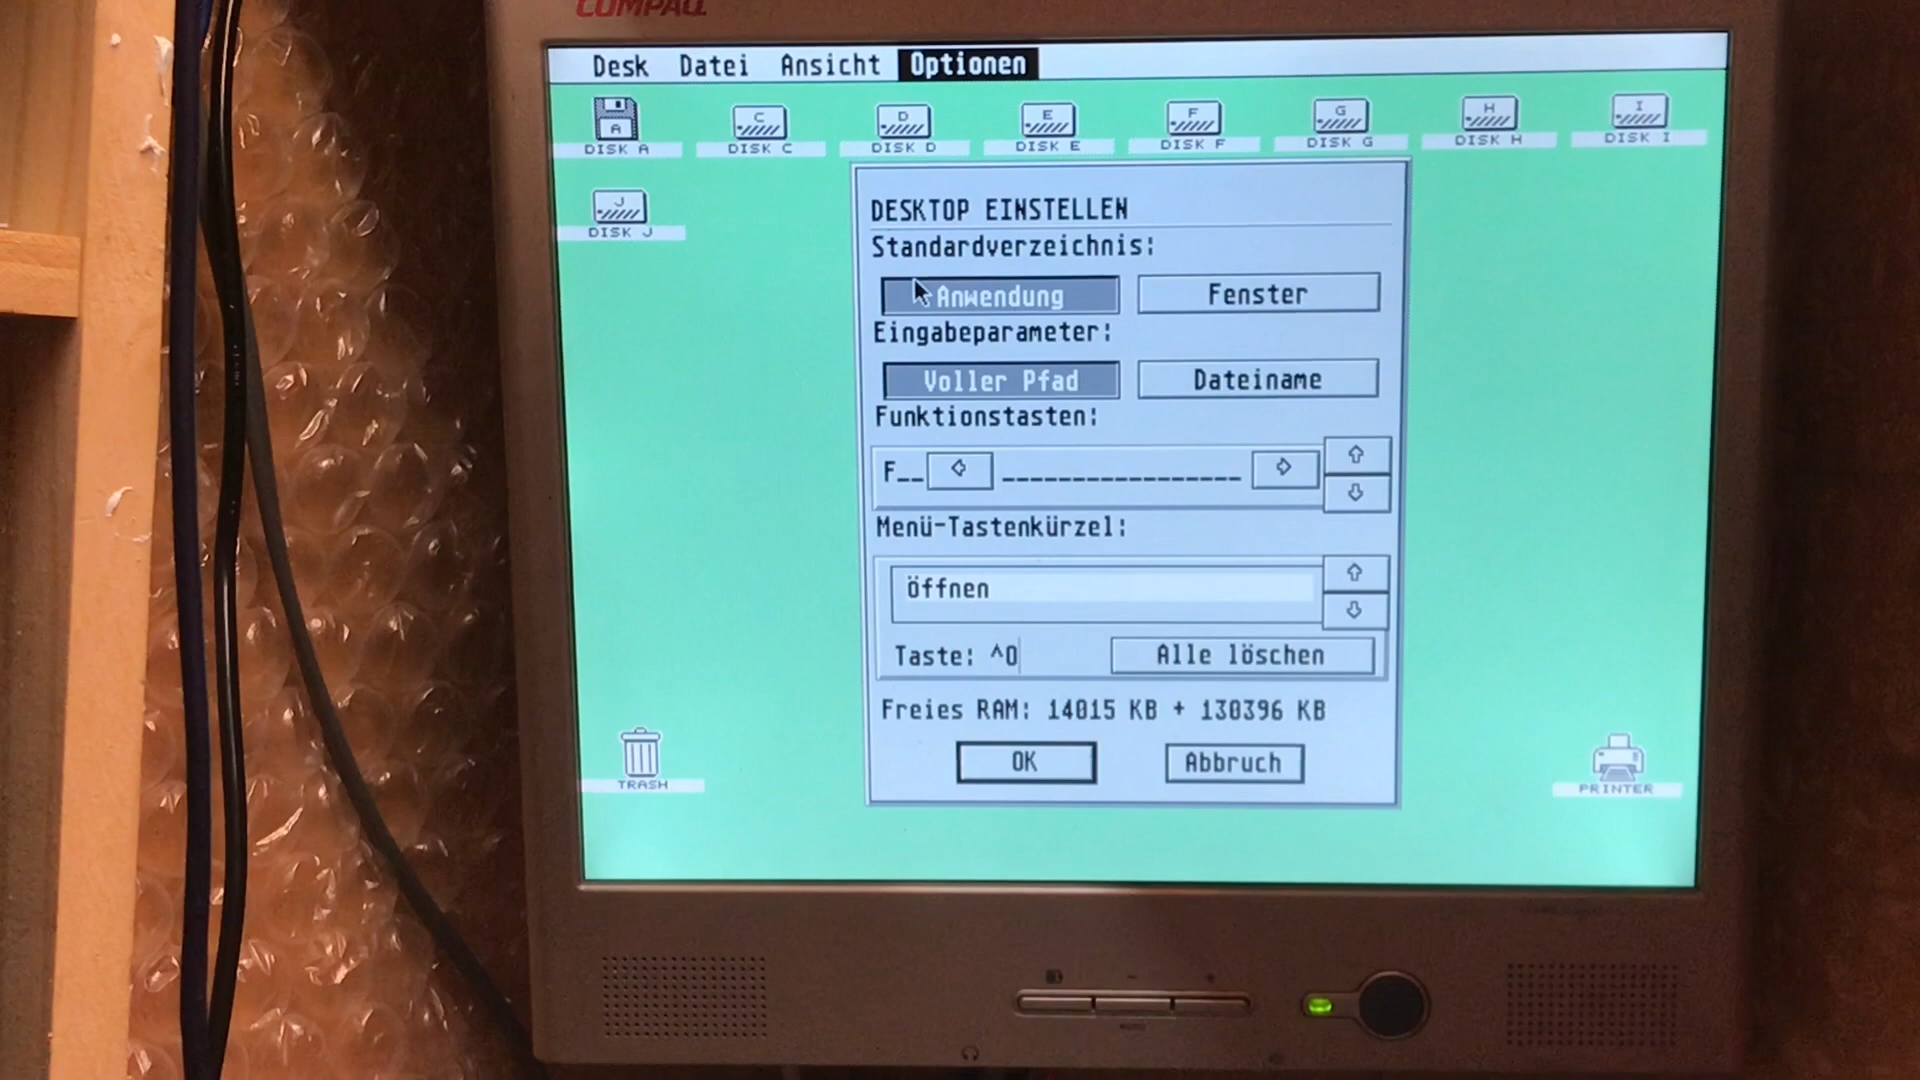 COMPAQ
Desk Datei Ansicht Optionen
A C D E F G H I
DISK A DISK C DISK D DISK E DISK F DISK G DISK H DISK I
J
DISK J
DESKTOP EINSTELLEN
Standardverzeichnis:
Anwendung Fenster
Eingabeparameter:
Voller Pfad Dateiname
Funktionstasten:
F__ ________________
Menü-Tastenkürzel:
Öffnen
Taste: ^O Alle löschen
Freies RAM: 14015 KB + 130396 KB
OK Abbruch
TRASH PRINTER